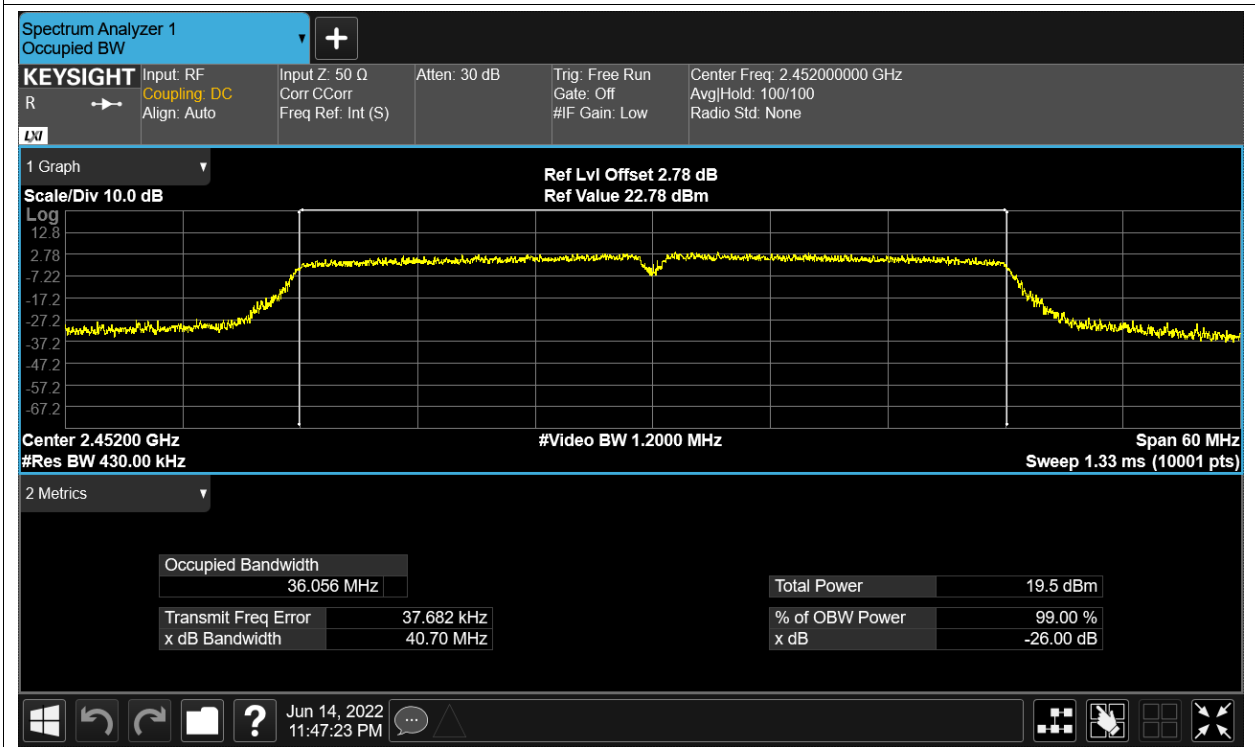 Spectrum Analyzer 1
Occupied BW
KEYSIGHT Input: RF Input Z: 50 Ω Atten: 30 dB Trig: Free Run Center Freq: 2.452000000 GHz
R Coupling: DC Corr CCorr Gate: Off Avg|Hold: 100/100
Align: Auto Freq Ref: Int (S) #IF Gain: Low Radio Std: None
LXI
1 Graph
Ref Lvl Offset 2.78 dB
Scale/Div 10.0 dB Ref Value 22.78 dBm
Log
12.8
2.78
-7.22
-17.2
-27.2
-37.2
-47.2
-57.2
-67.2
Center 2.45200 GHz #Video BW 1.2000 MHz Span 60 MHz
#Res BW 430.00 kHz Sweep 1.33 ms (10001 pts)
2 Metrics
Occupied Bandwidth
36.056 MHz Total Power 19.5 dBm
Transmit Freq Error 37.682 kHz % of OBW Power 99.00 %
x dB Bandwidth 40.70 MHz x dB -26.00 dB
? Jun 14, 2022
11:47:23 PM